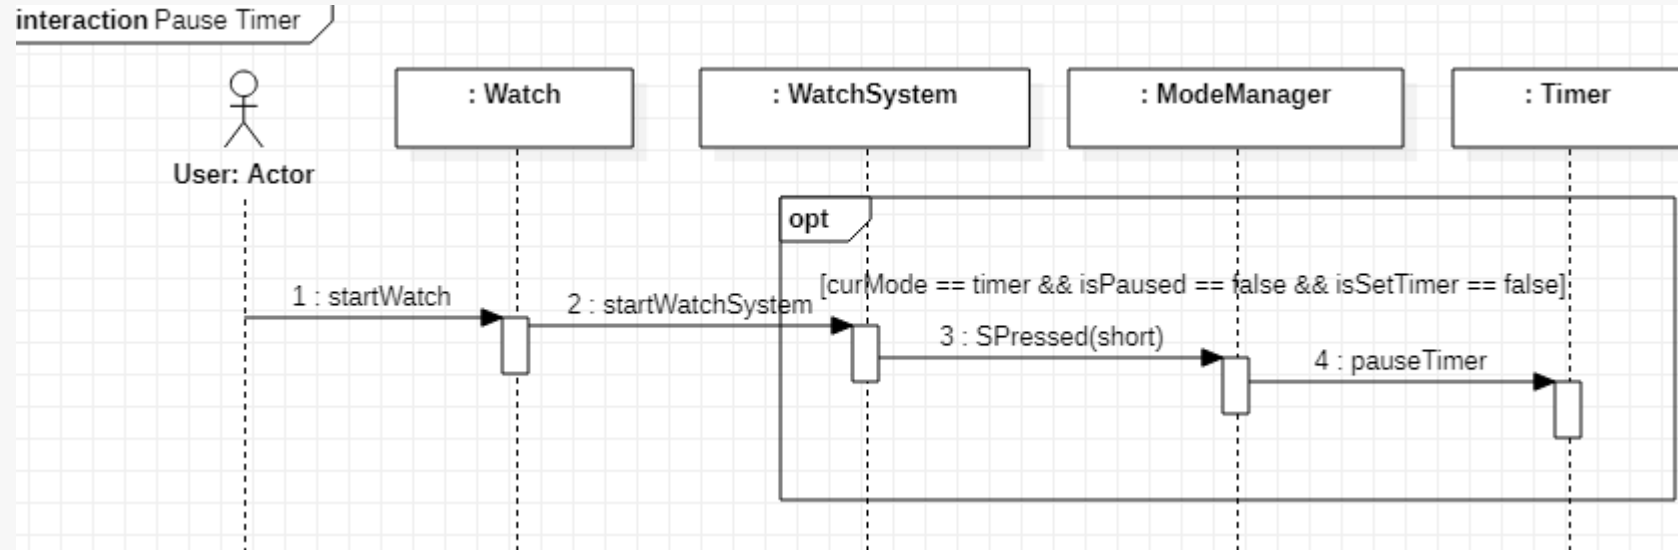 interaction Pause Timer
: Watch
: WatchSystem
: ModeManager
: Timer
User: Actor
opt
[curMode == timer && isPaused == false && isSetTimer == false]
1 : startWatch
2 : startWatchSystem
3 : SPressed(short)
4 : pauseTimer